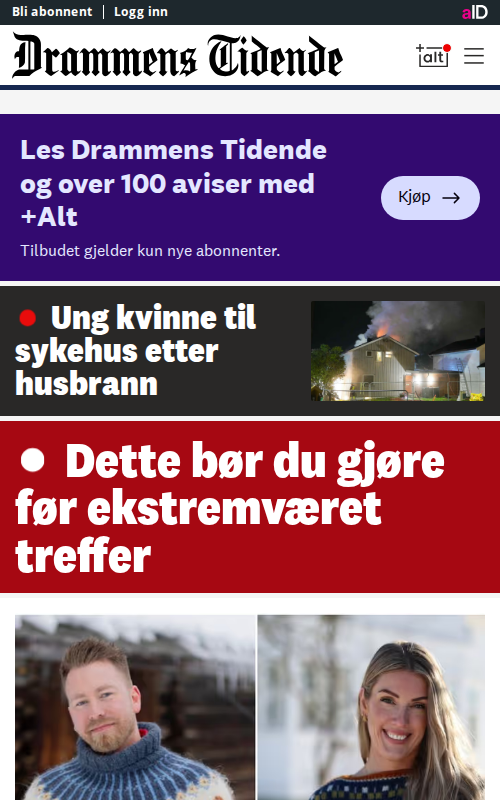 Bli abonnent | Logg inn
aID
Drammens Tidende
+alt
Les Drammens Tidende
og over 100 aviser med
+Alt
Kjøp →
Tilbudet gjelder kun nye abonnenter.
Ung kvinne til
sykehus etter
husbrann
Dette bør du gjøre
før ekstremværet
treffer